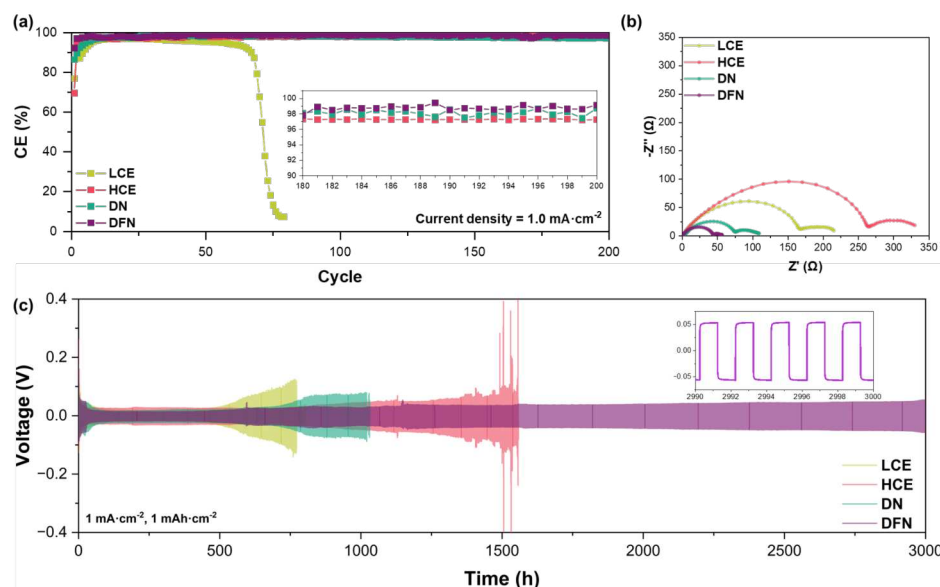 (a)
CE (%)
100
80
60
40
20
0
LCE
HCE
DN
DFN
100
98
96
94
92
90
180 182 184 186 188 190 192 194 196 198 200
Current density = 1.0 mA·cm⁻²
0 50 100 150 200
Cycle
(b)
-Z'' (Ω)
350
300
250
200
150
100
50
0
LCE
HCE
DN
DFN
0 50 100 150 200 250 300 350
Z' (Ω)
(c)
Voltage (V)
0.4
0.2
0.0
−0.2
−0.4
0.05
0.00
-0.05
2990 2992 2994 2996 2998 3000
LCE
HCE
DN
DFN
1 mA·cm⁻², 1 mAh·cm⁻²
0 500 1000 1500 2000 2500 3000
Time (h)